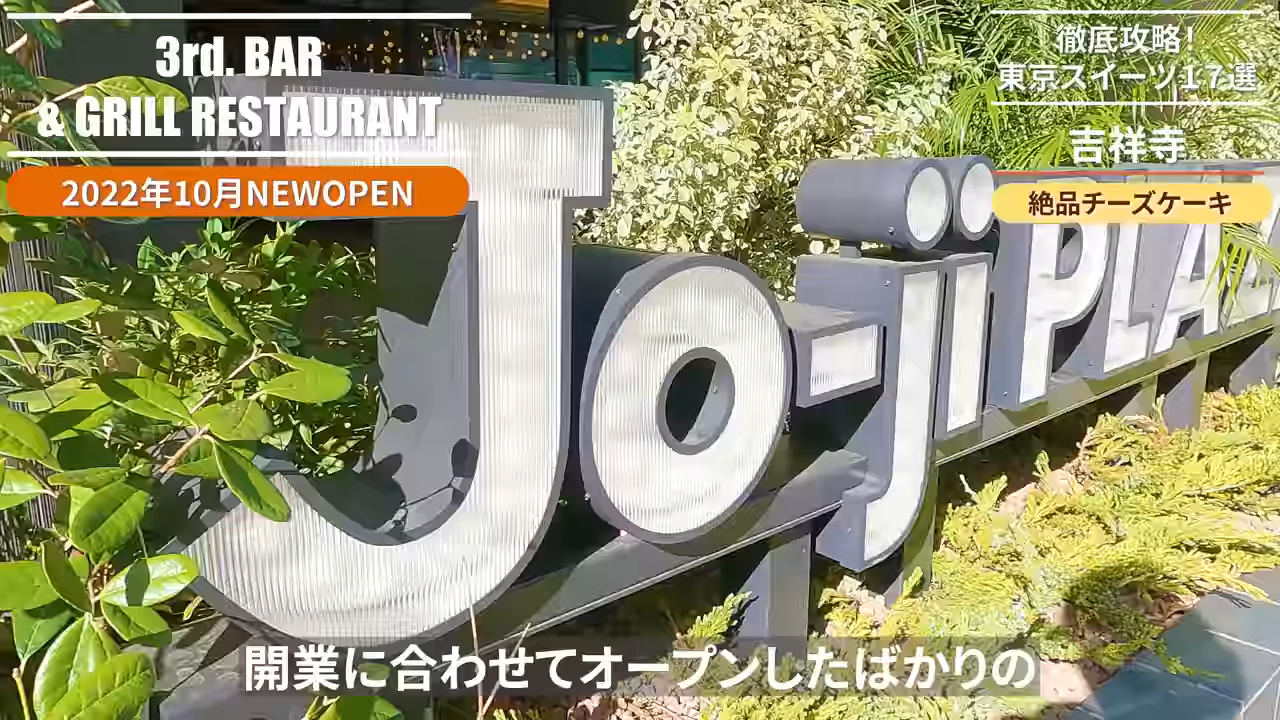 3rd. BAR
& GRILL RESTAURANT
2022年10月NEWOPEN
徹底攻略!
東京スイーツ17選
吉祥寺
絶品チーズケーキ
Jo-ji PLA
開業に合わせてオープンしたばかりの